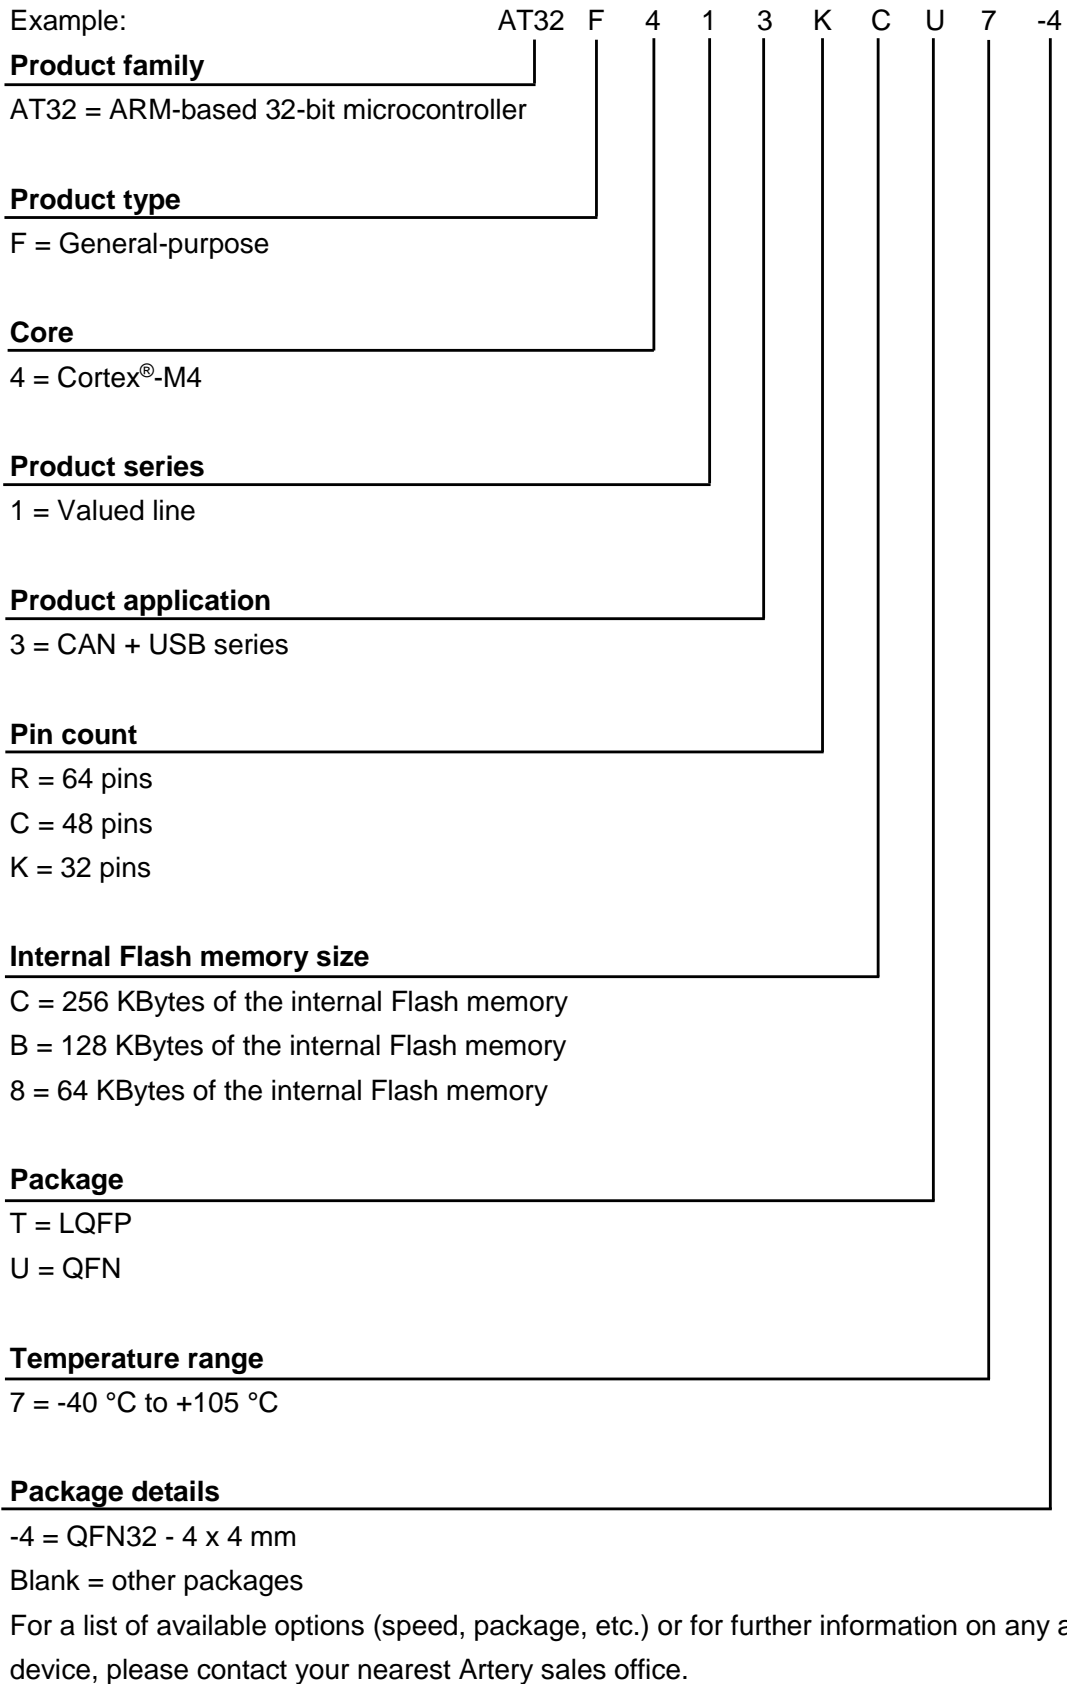 Example: AT32 F 4 1 3 K C U 7 -4
Product family
AT32 = ARM-based 32-bit microcontroller
Product type
F = General-purpose
Core
4 = Cortex®-M4
Product series
1 = Valued line
Product application
3 = CAN + USB series
Pin count
R = 64 pins
C = 48 pins
K = 32 pins
Internal Flash memory size
C = 256 KBytes of the internal Flash memory
B = 128 KBytes of the internal Flash memory
8 = 64 KBytes of the internal Flash memory
Package
T = LQFP
U = QFN
Temperature range
7 = -40 °C to +105 °C
Package details
-4 = QFN32 - 4 x 4 mm
Blank = other packages
For a list of available options (speed, package, etc.) or for further information on any
device, please contact your nearest Artery sales office.